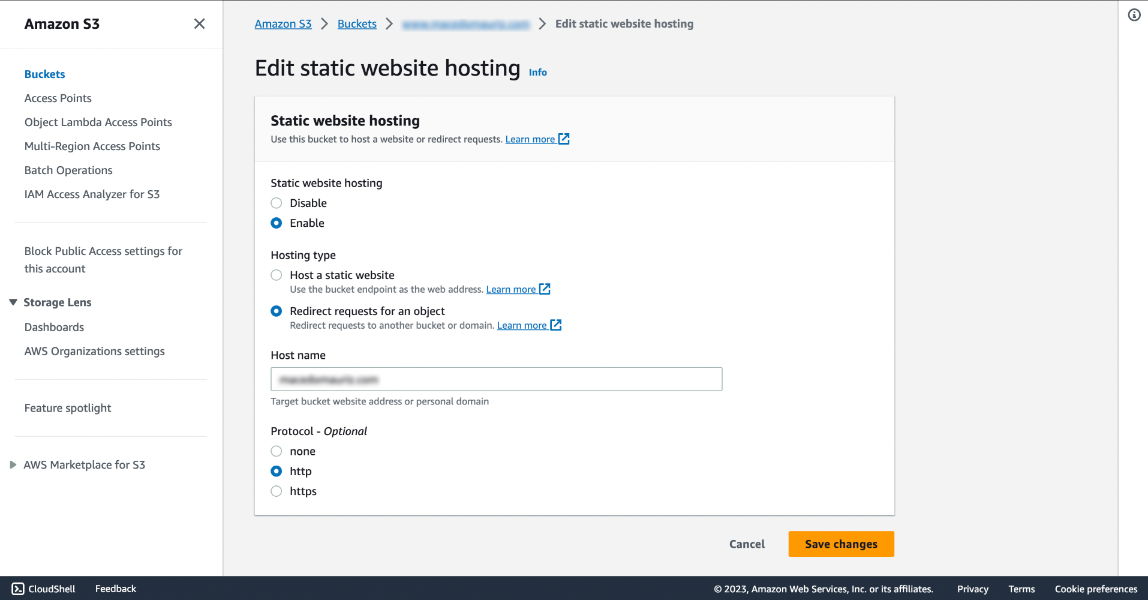 Amazon S3
Buckets
Access Points
Object Lambda Access Points
Multi-Region Access Points
Batch Operations
IAM Access Analyzer for S3
Block Public Access settings for
this account
Storage Lens
Dashboards
AWS Organizations settings
Feature spotlight
AWS Marketplace for S3
Amazon S3 > Buckets > > Edit static website hosting
Edit static website hosting Info
Static website hosting
Use this bucket to host a website or redirect requests. Learn more
Static website hosting
Disable
Enable
Hosting type
Host a static website
Use the bucket endpoint as the web address. Learn more
Redirect requests for an object
Redirect requests to another bucket or domain. Learn more
Host name
Target bucket website address or personal domain
Protocol - Optional
none
http
https
Cancel Save changes
CloudShell Feedback © 2023, Amazon Web Services, Inc. or its affiliates. Privacy Terms Cookie preferences